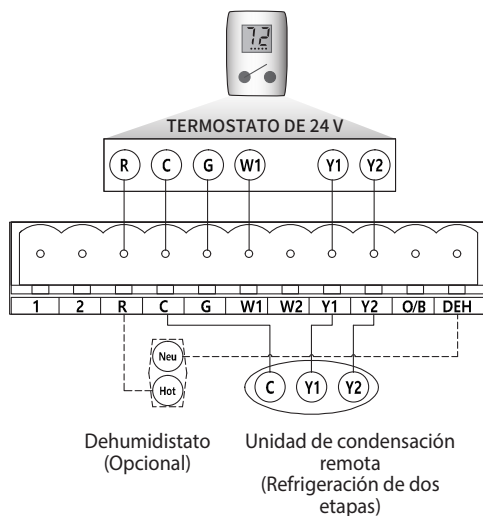 72
TERMOSTATO DE 24 V
R C G W1 Y1 Y2
1 2 R C G W1 W2 Y1 Y2 O/B DEH
Neu
Hot
C Y1 Y2
Dehumidistato
(Opcional)
Unidad de condensación
remota
(Refrigeración de dos
etapas)